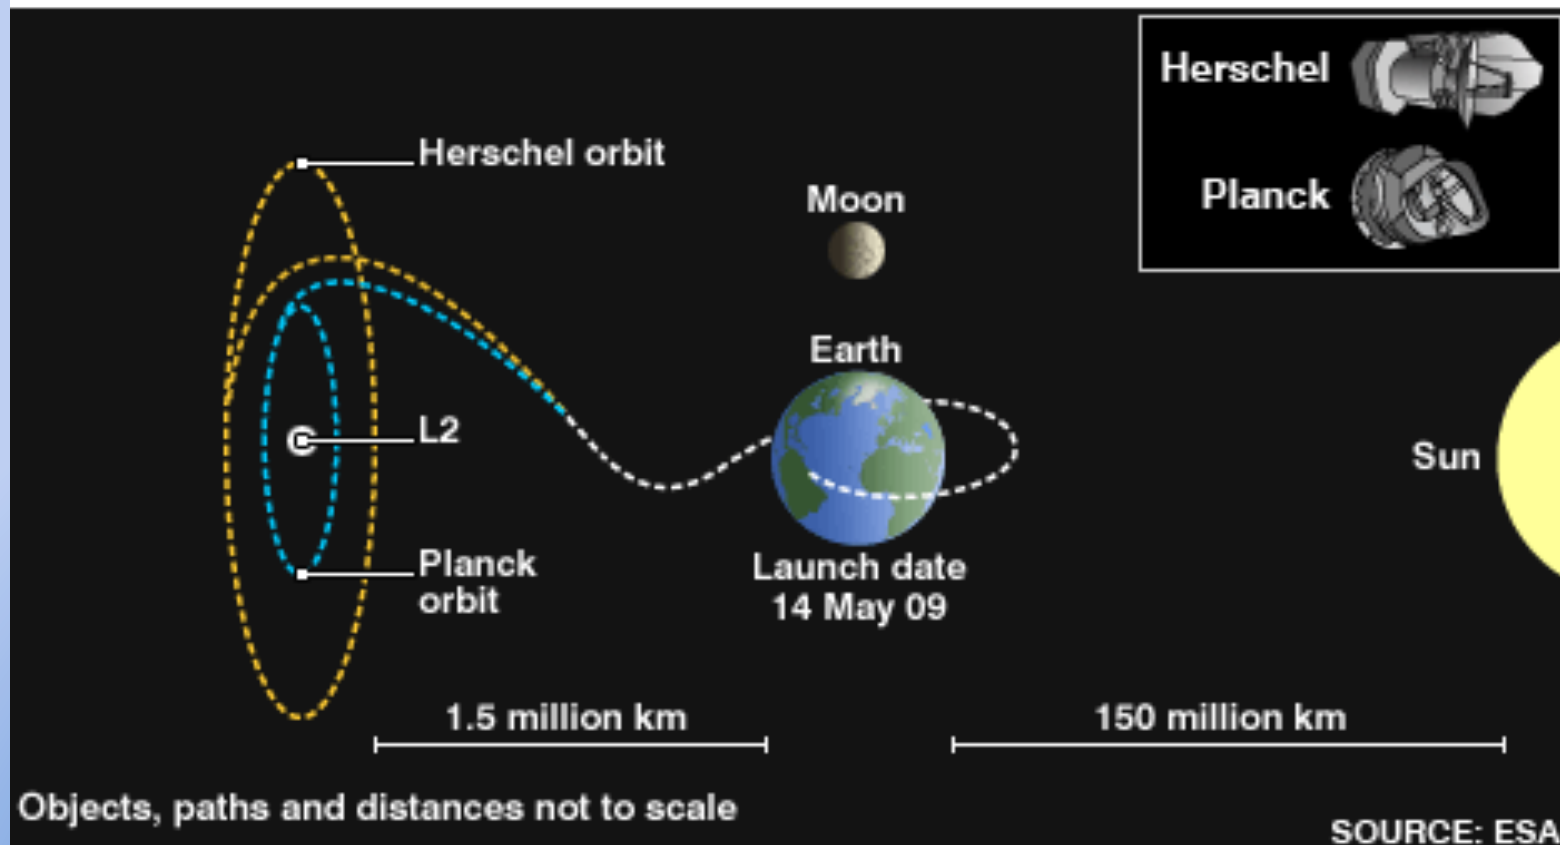 Herschel
Planck
Herschel orbit
Moon
Earth
L2
Sun
Planck
orbit
Launch date
14 May 09
1.5 million km
150 million km
Objects, paths and distances not to scale
SOURCE: ESA